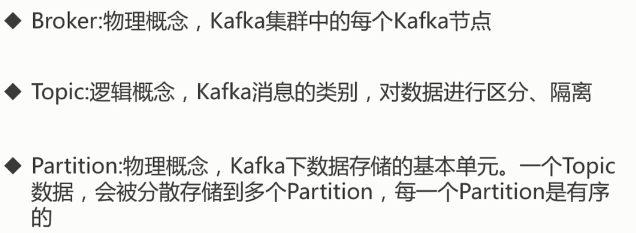 ◆ Broker:物理概念，Kafka集群中的每个Kafka节点
◆ Topic:逻辑概念，Kafka消息的类别，对数据进行区分、隔离
◆ Partition:物理概念，Kafka下数据存储的基本单元。一个Topic
数据，会被分散存储到多个Partition，每一个Partition是有序
的